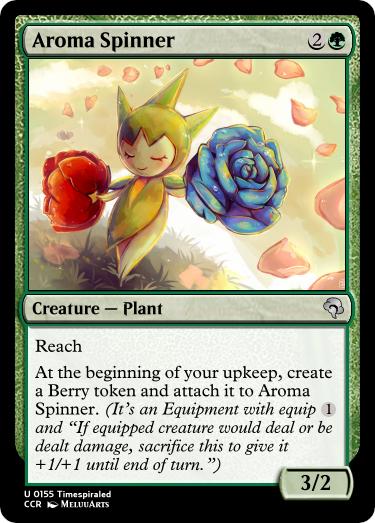 Aroma Spinner 2
Creature — Plant
Reach
At the beginning of your upkeep, create
a Berry token and attach it to Aroma
Spinner. (It's an Equipment with equip 1
and “If equipped creature would deal or be
dealt damage, sacrifice this to give it
+1/+1 until end of turn.”)
3/2
U 0155 Timespiraled
CCR MeluuArts